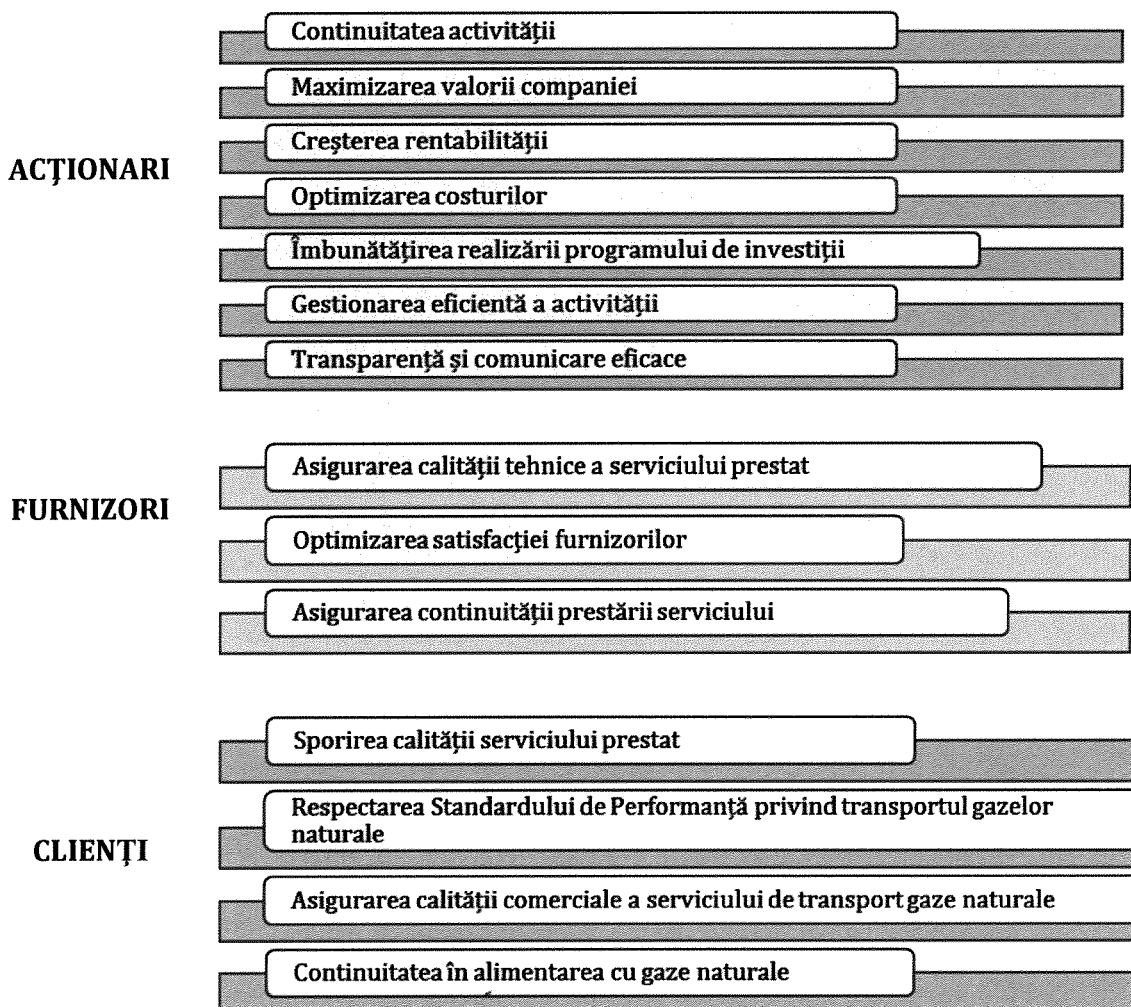 ACȚIONARI
Continuitatea activității
Maximizarea valorii companiei
Creșterea rentabilității
Optimizarea costurilor
Îmbunătățirea realizării programului de investiții
Gestionarea eficientă a activității
Transparență și comunicare eficace
FURNIZORI
Asigurarea calității tehnice a serviciului prestat
Optimizarea satisfacției furnizorilor
Asigurarea continuității prestării serviciului
CLIENȚI
Sporirea calității serviciului prestat
Respectarea Standardului de Performanță privind transportul gazelor
naturale
Asigurarea calității comerciale a serviciului de transport gaze naturale
Continuitatea în alimentarea cu gaze naturale